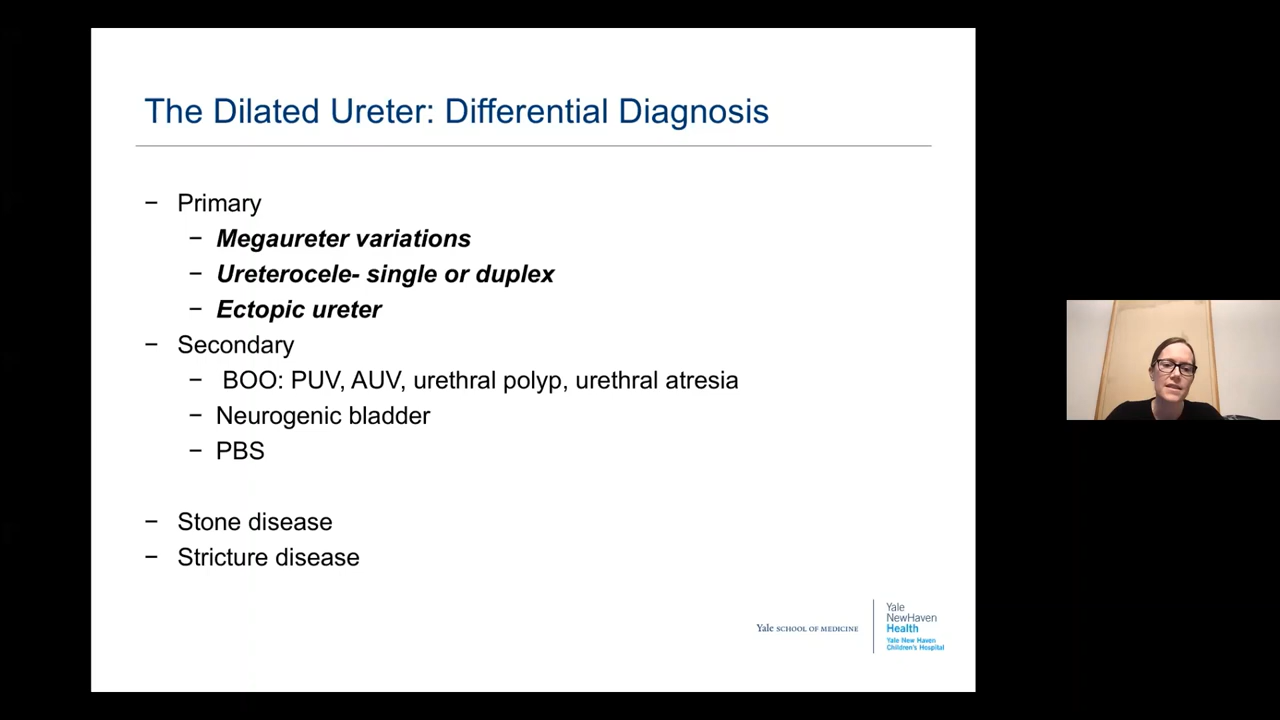 The Dilated Ureter: Differential Diagnosis
− Primary
− Megaureter variations
− Ureterocele- single or duplex
− Ectopic ureter
− Secondary
− BOO: PUV, AUV, urethral polyp, urethral atresia
− Neurogenic bladder
− PBS
− Stone disease
− Stricture disease
Yale SCHOOL OF MEDICINE
Yale
NewHaven
Health
Yale New Haven
Children's Hospital